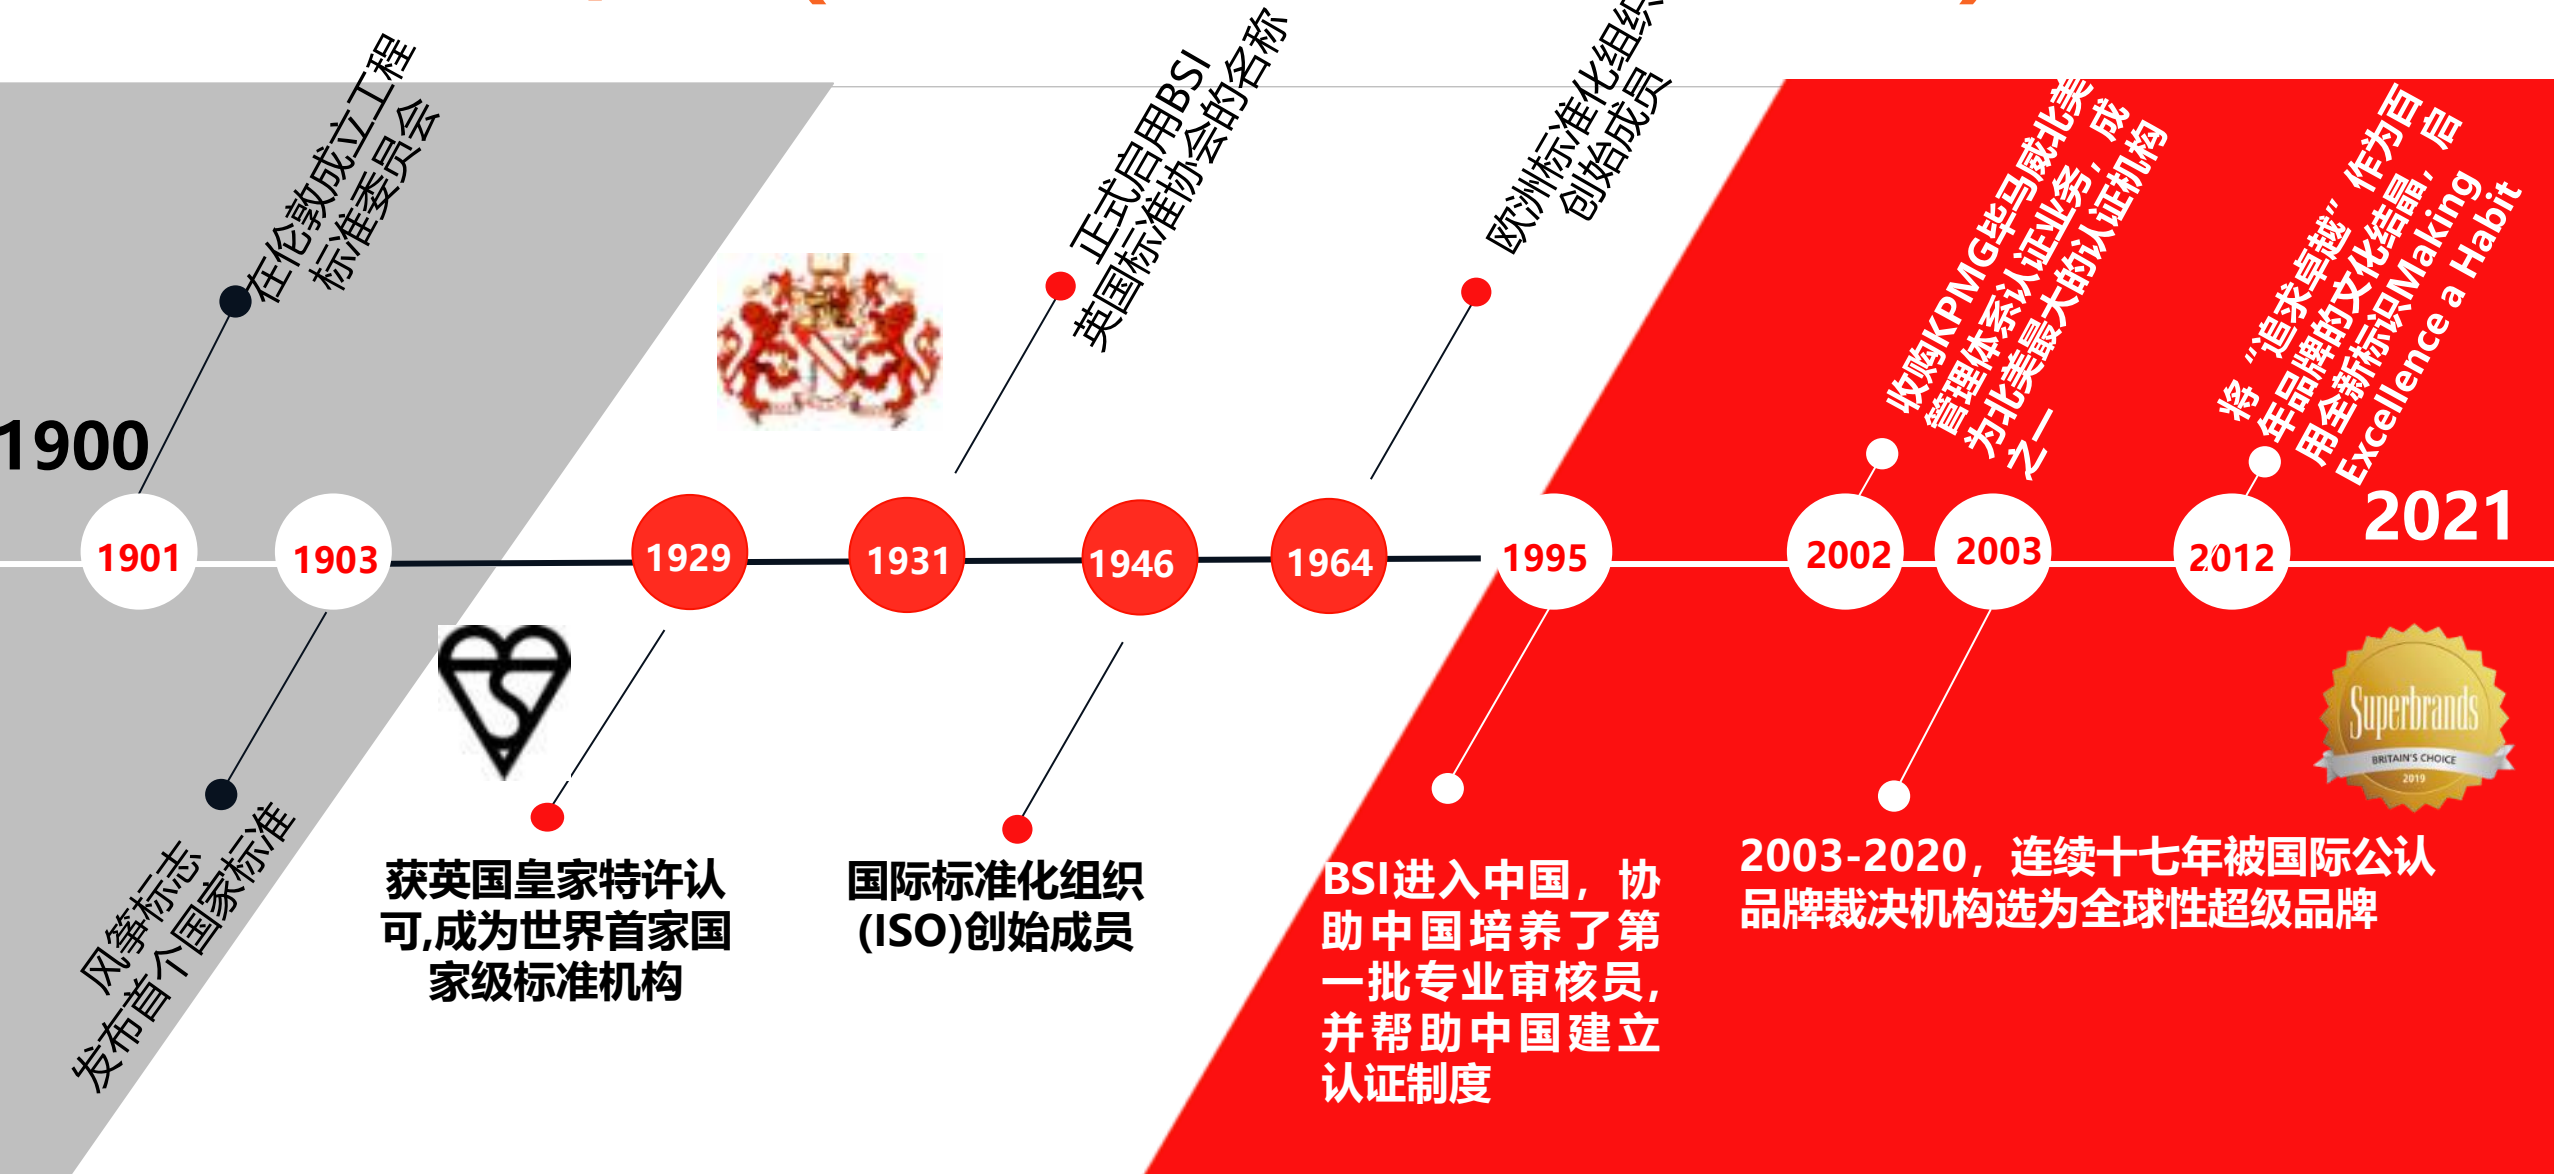 1900
在伦敦成立工程
标准委员会
正式启用BSI
英国标准协会的名称
欧洲标准化组织
创始成员
收购KPMG毕马威北美
管理体系认证业务，成
为北美最大的认证机构
之一
将“追求卓越”作为百
年品牌的文化结晶，启
用全新标识Making
Excellence a Habit
2021
1901
1903
1929
1931
1946
1964
1995
2002
2003
2012
风筝标志
发布首个国家标准
获英国皇家特许认
可,成为世界首家国
家级标准机构
国际标准化组织
(ISO)创始成员
BSI进入中国，协
助中国培养了第
一批专业审核员,
并帮助中国建立
认证制度
2003-2020，连续十七年被国际公认
品牌裁决机构选为全球性超级品牌
Superbrands
BRITAIN'S CHOICE
2019